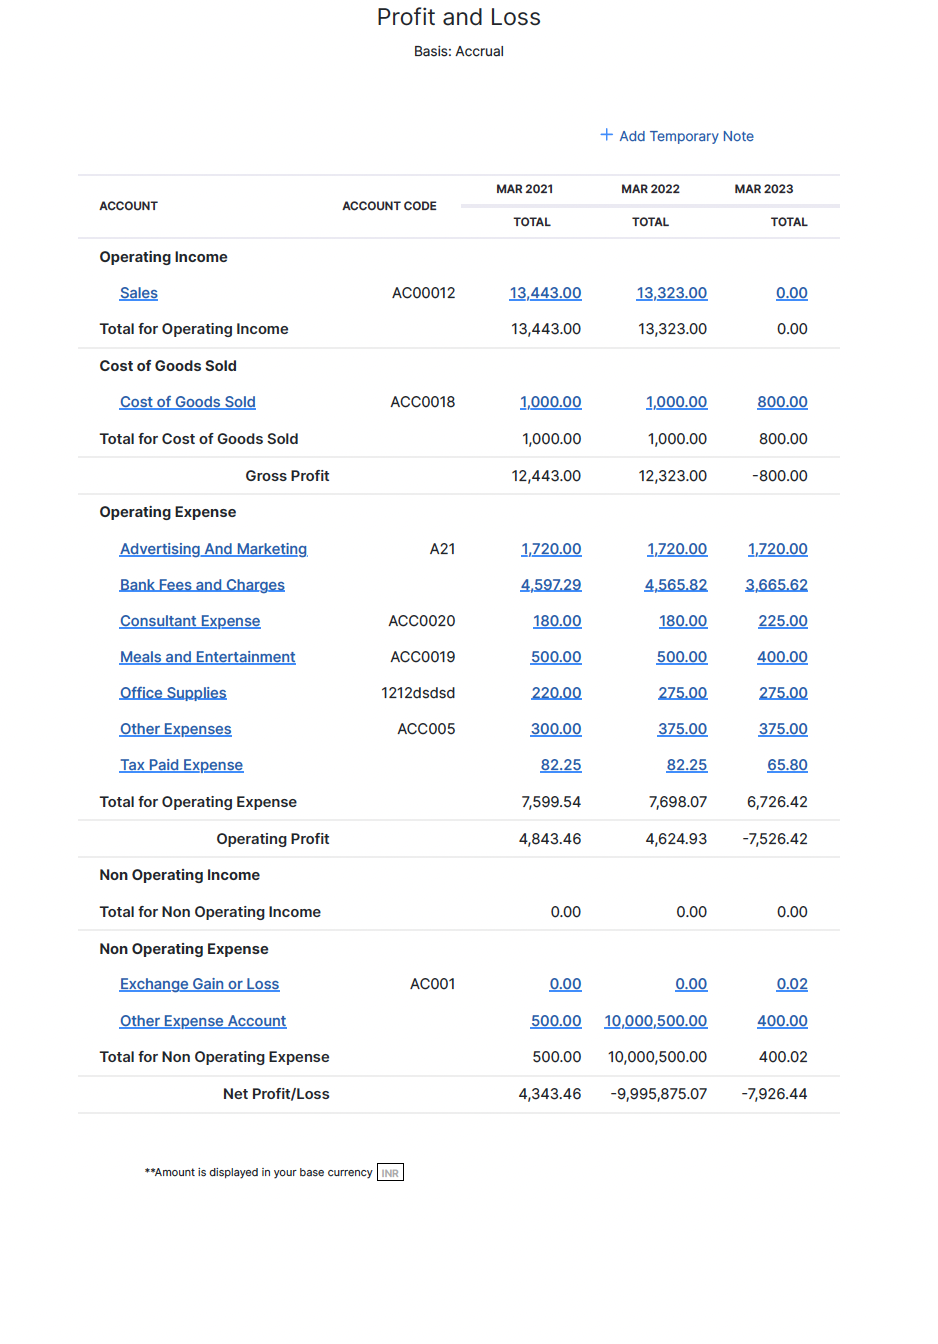 Profit and Loss
Basis: Accrual
+ Add Temporary Note
MAR 2021 MAR 2022 MAR 2023
ACCOUNT ACCOUNT CODE
TOTAL TOTAL TOTAL
Operating Income
Sales AC00012 13,443.00 13,323.00 0.00
Total for Operating Income 13,443.00 13,323.00 0.00
Cost of Goods Sold
Cost of Goods Sold ACC0018 1,000.00 1,000.00 800.00
Total for Cost of Goods Sold 1,000.00 1,000.00 800.00
Gross Profit 12,443.00 12,323.00 -800.00
Operating Expense
Advertising And Marketing A21 1,720.00 1,720.00 1,720.00
Bank Fees and Charges 4,597.29 4,565.82 3,665.62
Consultant Expense ACC0020 180.00 180.00 225.00
Meals and Entertainment ACC0019 500.00 500.00 400.00
Office Supplies 1212dsdsd 220.00 275.00 275.00
Other Expenses ACC005 300.00 375.00 375.00
Tax Paid Expense 82.25 82.25 65.80
Total for Operating Expense 7,599.54 7,698.07 6,726.42
Operating Profit 4,843.46 4,624.93 -7,526.42
Non Operating Income
Total for Non Operating Income 0.00 0.00 0.00
Non Operating Expense
Exchange Gain or Loss AC001 0.00 0.00 0.02
Other Expense Account 500.00 10,000,500.00 400.00
Total for Non Operating Expense 500.00 10,000,500.00 400.02
Net Profit/Loss 4,343.46 -9,995,875.07 -7,926.44
**Amount is displayed in your base currency INR